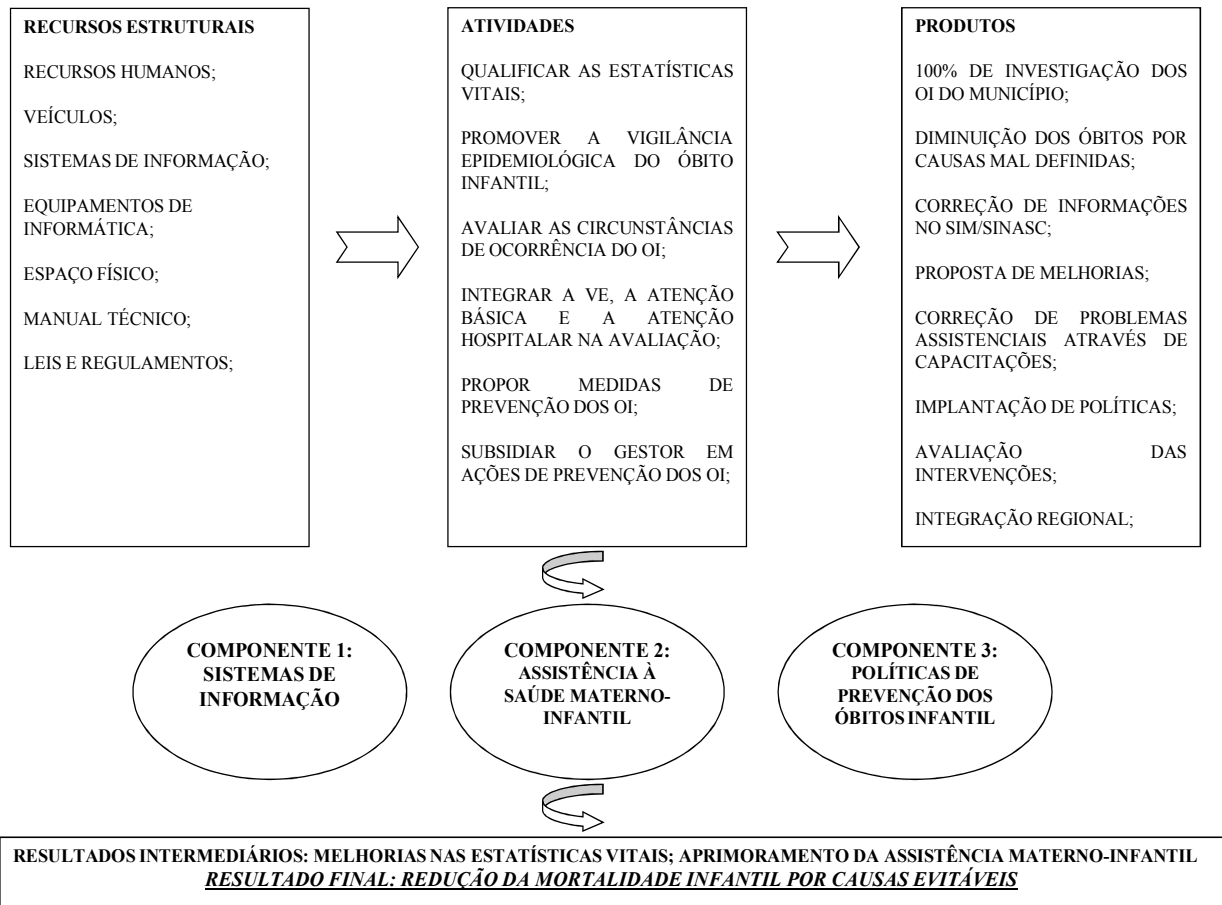 RECURSOS ESTRUTURAIS
RECURSOS HUMANOS;
VEÍCULOS;
SISTEMAS DE INFORMAÇÃO;
EQUIPAMENTOS DE
INFORMÁTICA;
ESPAÇO FÍSICO;
MANUAL TÉCNICO;
LEIS E REGULAMENTOS;
ATIVIDADES
QUALIFICAR AS ESTATÍSTICAS
VITAIS;
PROMOVER A VIGILÂNCIA
EPIDEMIOLÓGICA DO ÓBITO
INFANTIL;
AVALIAR AS CIRCUNSTÂNCIAS
DE OCORRÊNCIA DO OI;
INTEGRAR A VE, A ATENÇÃO
BÁSICA E A ATENÇÃO
HOSPITALAR NA AVALIAÇÃO;
PROPOR MEDIDAS DE
PREVENÇÃO DOS OI;
SUBSIDIAR O GESTOR EM
AÇÕES DE PREVENÇÃO DOS OI;
PRODUTOS
100% DE INVESTIGAÇÃO DOS
OI DO MUNICÍPIO;
DIMINUIÇÃO DOS ÓBITOS POR
CAUSAS MAL DEFINIDAS;
CORREÇÃO DE INFORMAÇÕES
NO SIM/SINASC;
PROPOSTA DE MELHORIAS;
CORREÇÃO DE PROBLEMAS
ASSISTENCIAIS ATRAVÉS DE
CAPACITAÇÕES;
IMPLANTAÇÃO DE POLÍTICAS;
AVALIAÇÃO DAS
INTERVENÇÕES;
INTEGRAÇÃO REGIONAL;
COMPONENTE 1:
SISTEMAS DE
INFORMAÇÃO
COMPONENTE 2:
ASSISTÊNCIA À
SAÚDE MATERNO-
INFANTIL
COMPONENTE 3:
POLÍTICAS DE
PREVENÇÃO DOS
ÓBITOS INFANTIL
RESULTADOS INTERMEDIÁRIOS: MELHORIAS NAS ESTATÍSTICAS VITAIS; APRIMORAMENTO DA ASSISTÊNCIA MATERNO-INFANTIL
RESULTADO FINAL: REDUÇÃO DA MORTALIDADE INFANTIL POR CAUSAS EVITÁVEIS